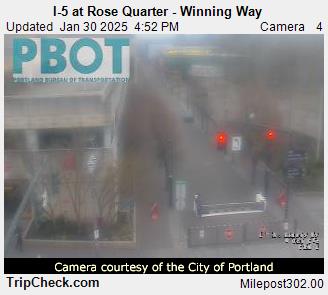 I-5 at Rose Quarter - Winning Way
Updated Jan 30 2025 4:52 PM Camera 4
PBOT
PORTLAND BUREAU OF TRANSPORTATION
Camera courtesy of the City of Portland
TripCheck.com Milepost302.00